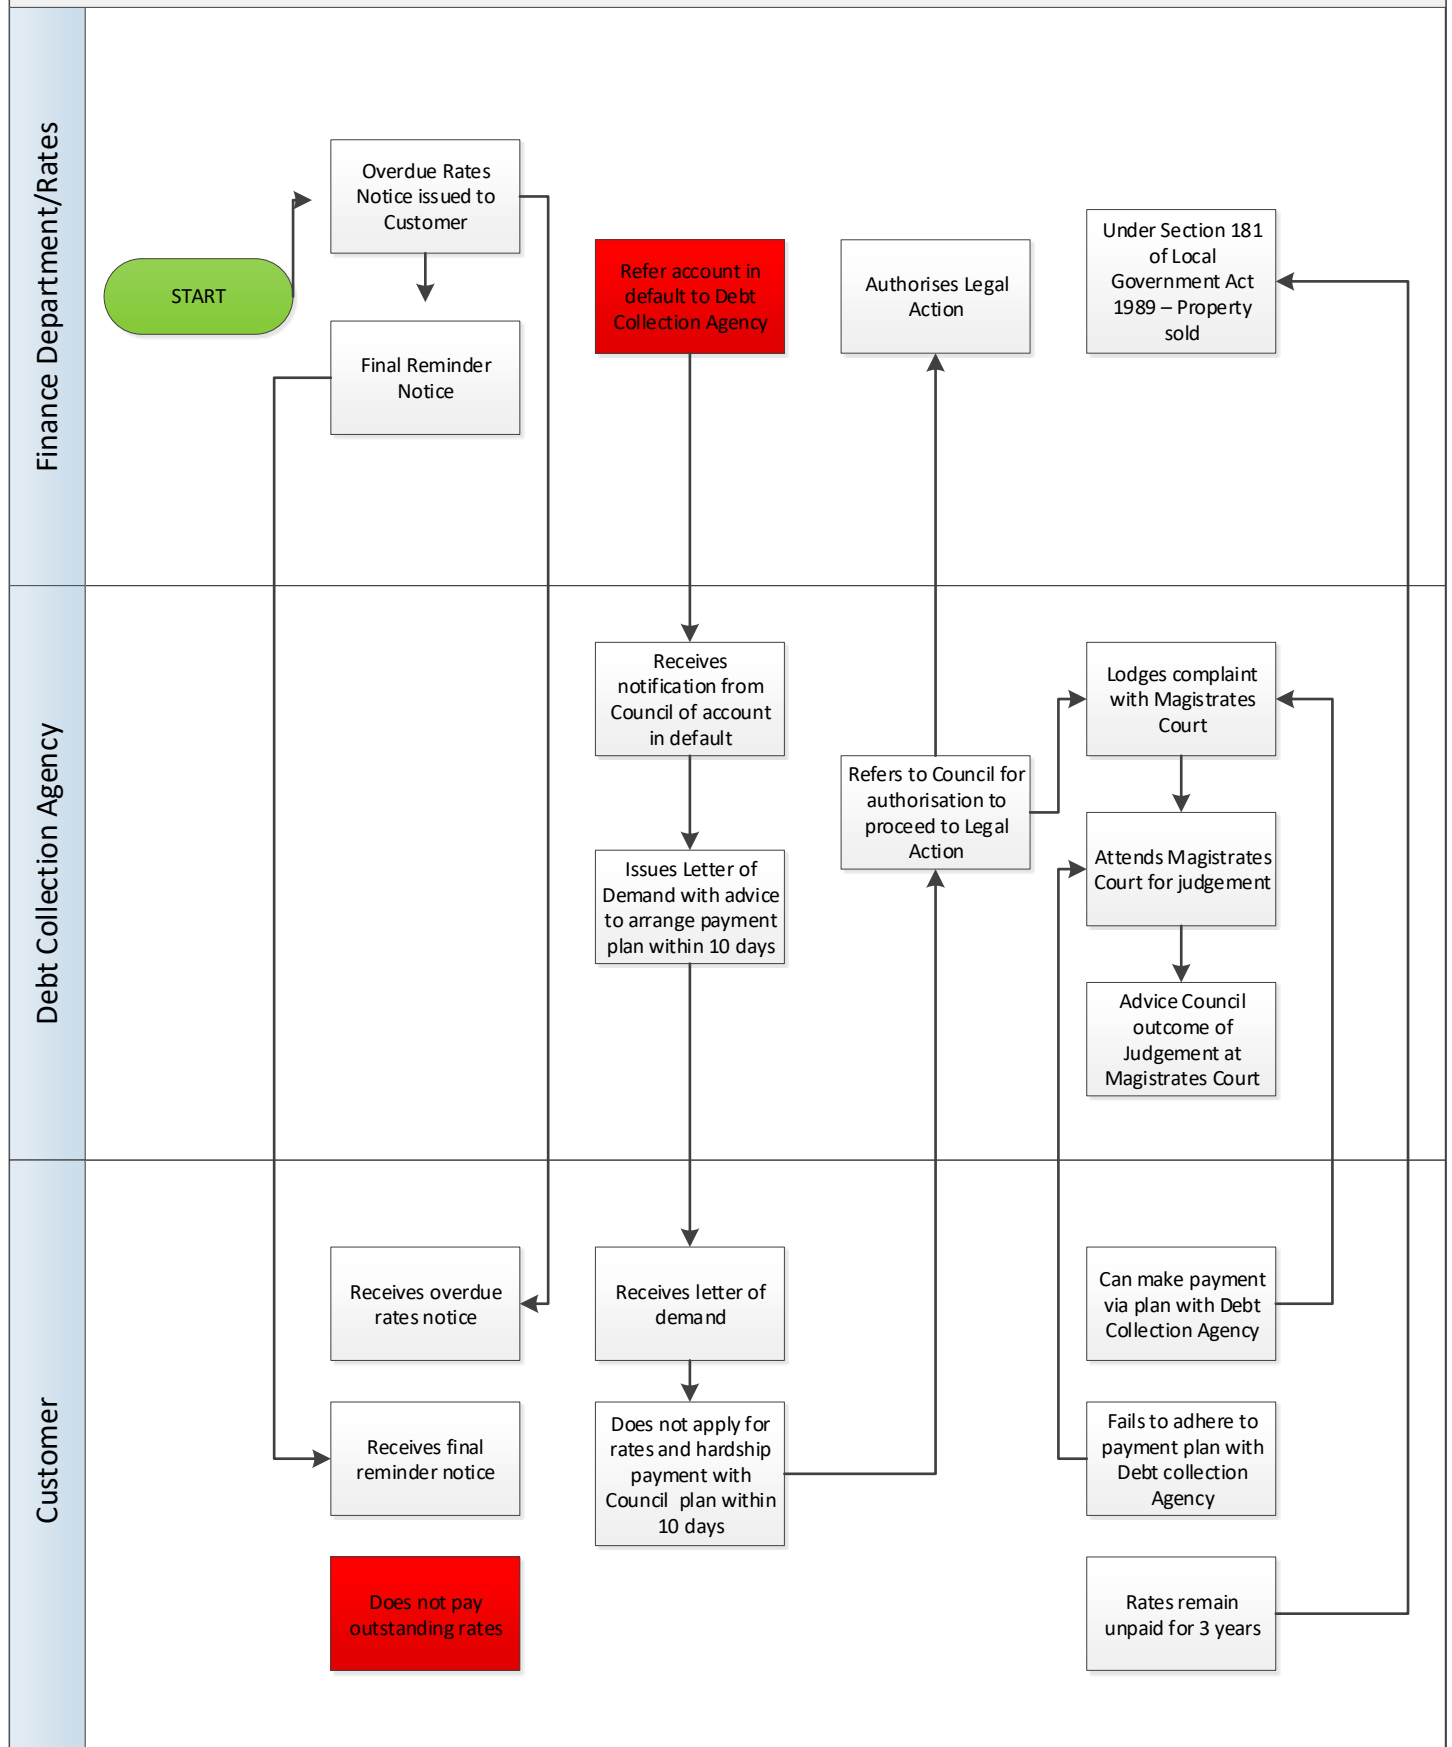 Finance Department/Rates
START
Overdue Rates
Notice issued to
Customer
Final Reminder
Notice
Refer account in
default to Debt
Collection Agency
Authorises Legal
Action
Under Section 181
of Local
Government Act
1989 – Property
sold
Debt Collection Agency
Receives
notification from
Council of account
in default
Issues Letter of
Demand with advice
to arrange payment
plan within 10 days
Refers to Council for
authorisation to
proceed to Legal
Action
Lodges complaint
with Magistrates
Court
Attends Magistrates
Court for judgement
Advice Council
outcome of
Judgement at
Magistrates Court
Customer
Receives overdue
rates notice
Receives final
reminder notice
Does not pay
outstanding rates
Receives letter of
demand
Does not apply for
rates and hardship
payment with
Council  plan within
10 days
Can make payment
via plan with Debt
Collection Agency
Fails to adhere to
payment plan with
Debt collection
Agency
Rates remain
unpaid for 3 years